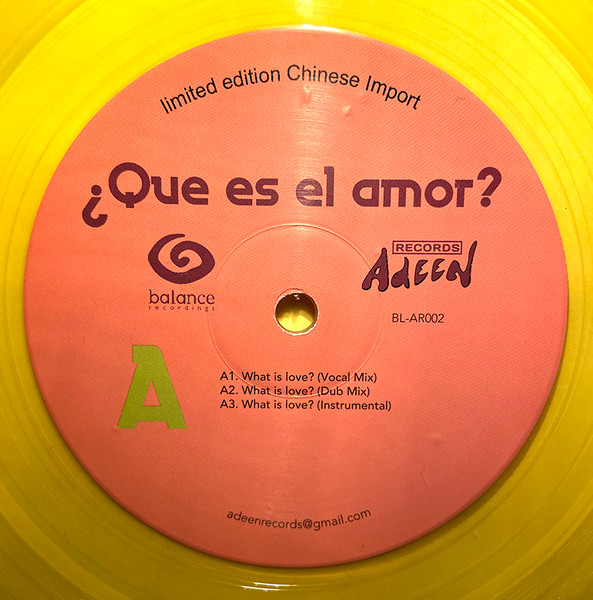 limited edition Chinese Import
¿Que es el amor?
balance
recordings
RECORDS
ADEEN
BL-AR002
A
A1. What is love? (Vocal Mix)
A2. What is love? (Dub Mix)
A3. What is love? (Instrumental)
adeenrecords@gmail.com